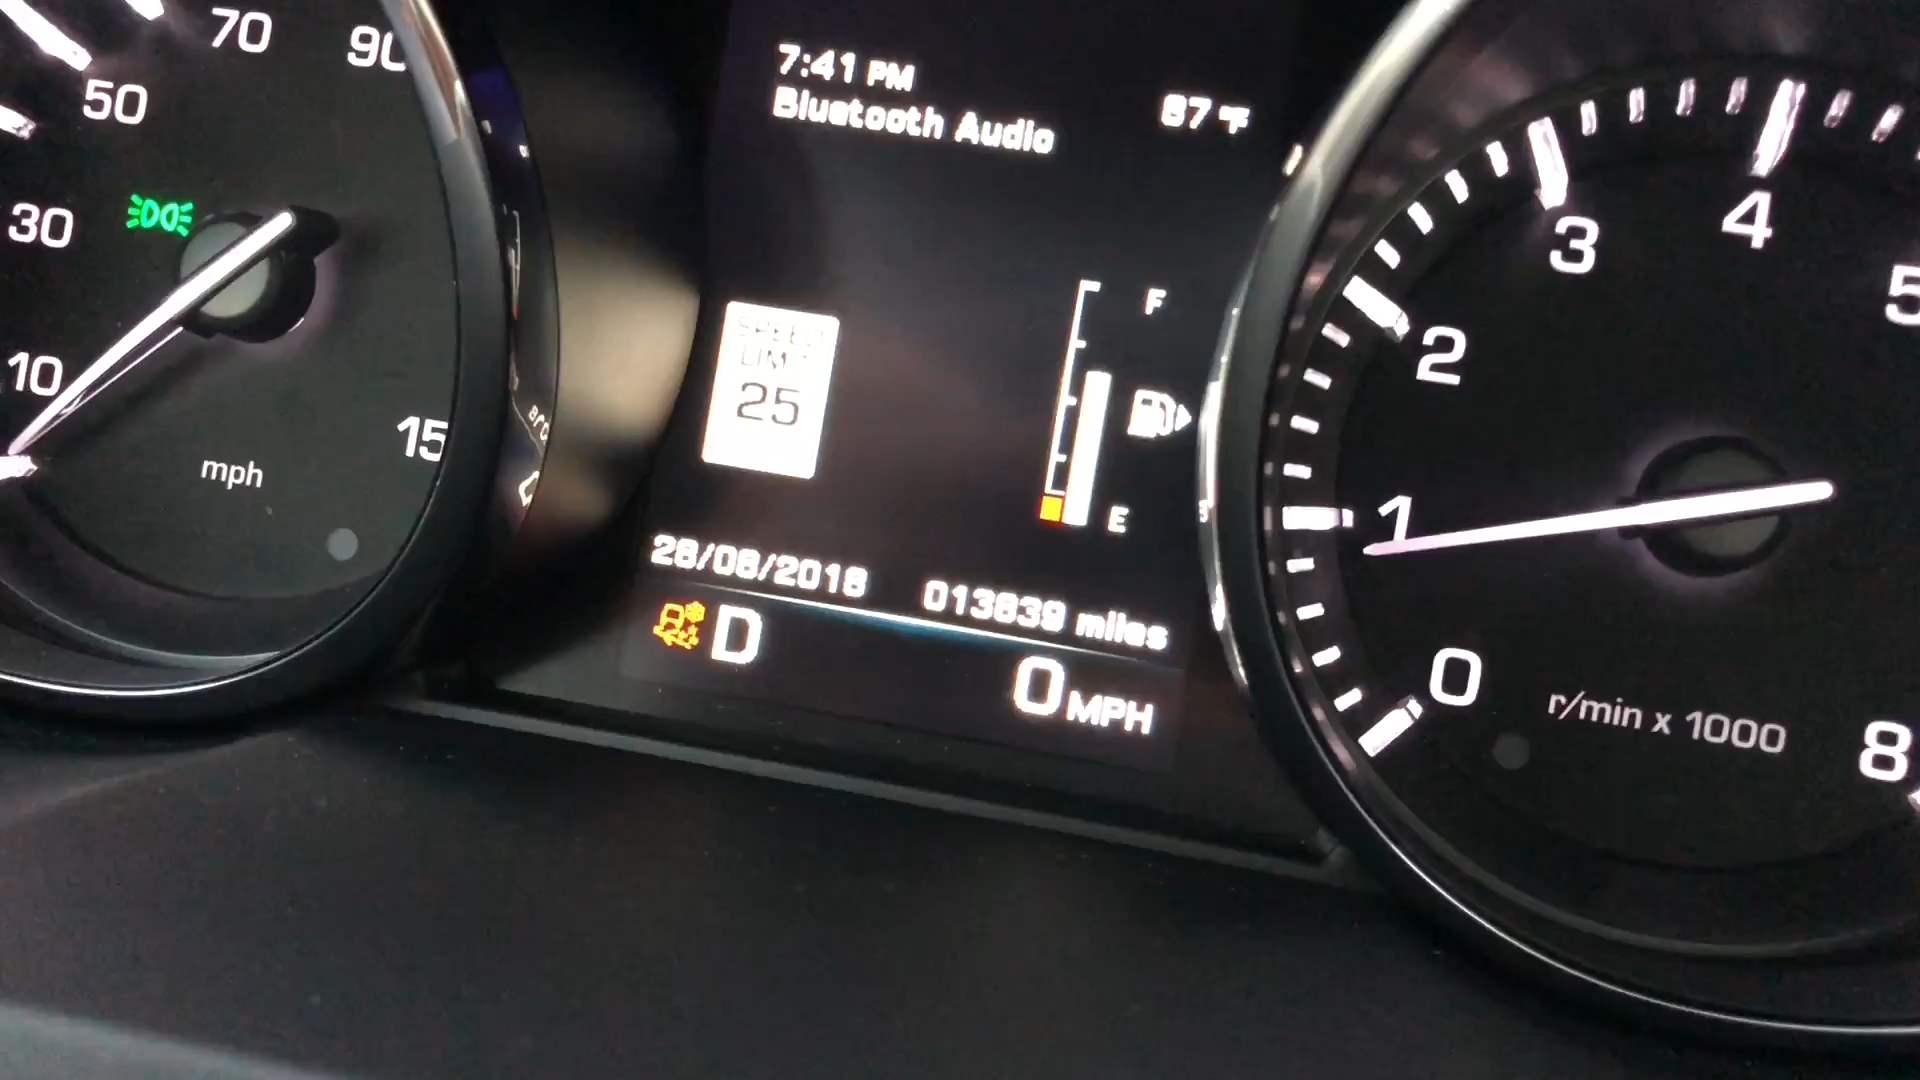 70
90
50
30
10
15
mph
7:41 PM
Bluetooth Audio
87 °F
SPEED
LIMIT
25
F
E
28/08/2018
013639 miles
D
0 MPH
0
1
2
3
4
5
8
r/min x 1000